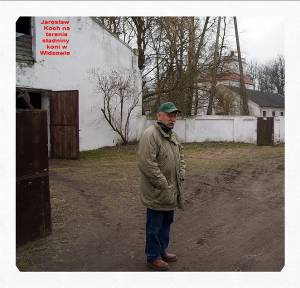 Jarosław
Koch na
terenie
stadniny
koni w
Widzowie